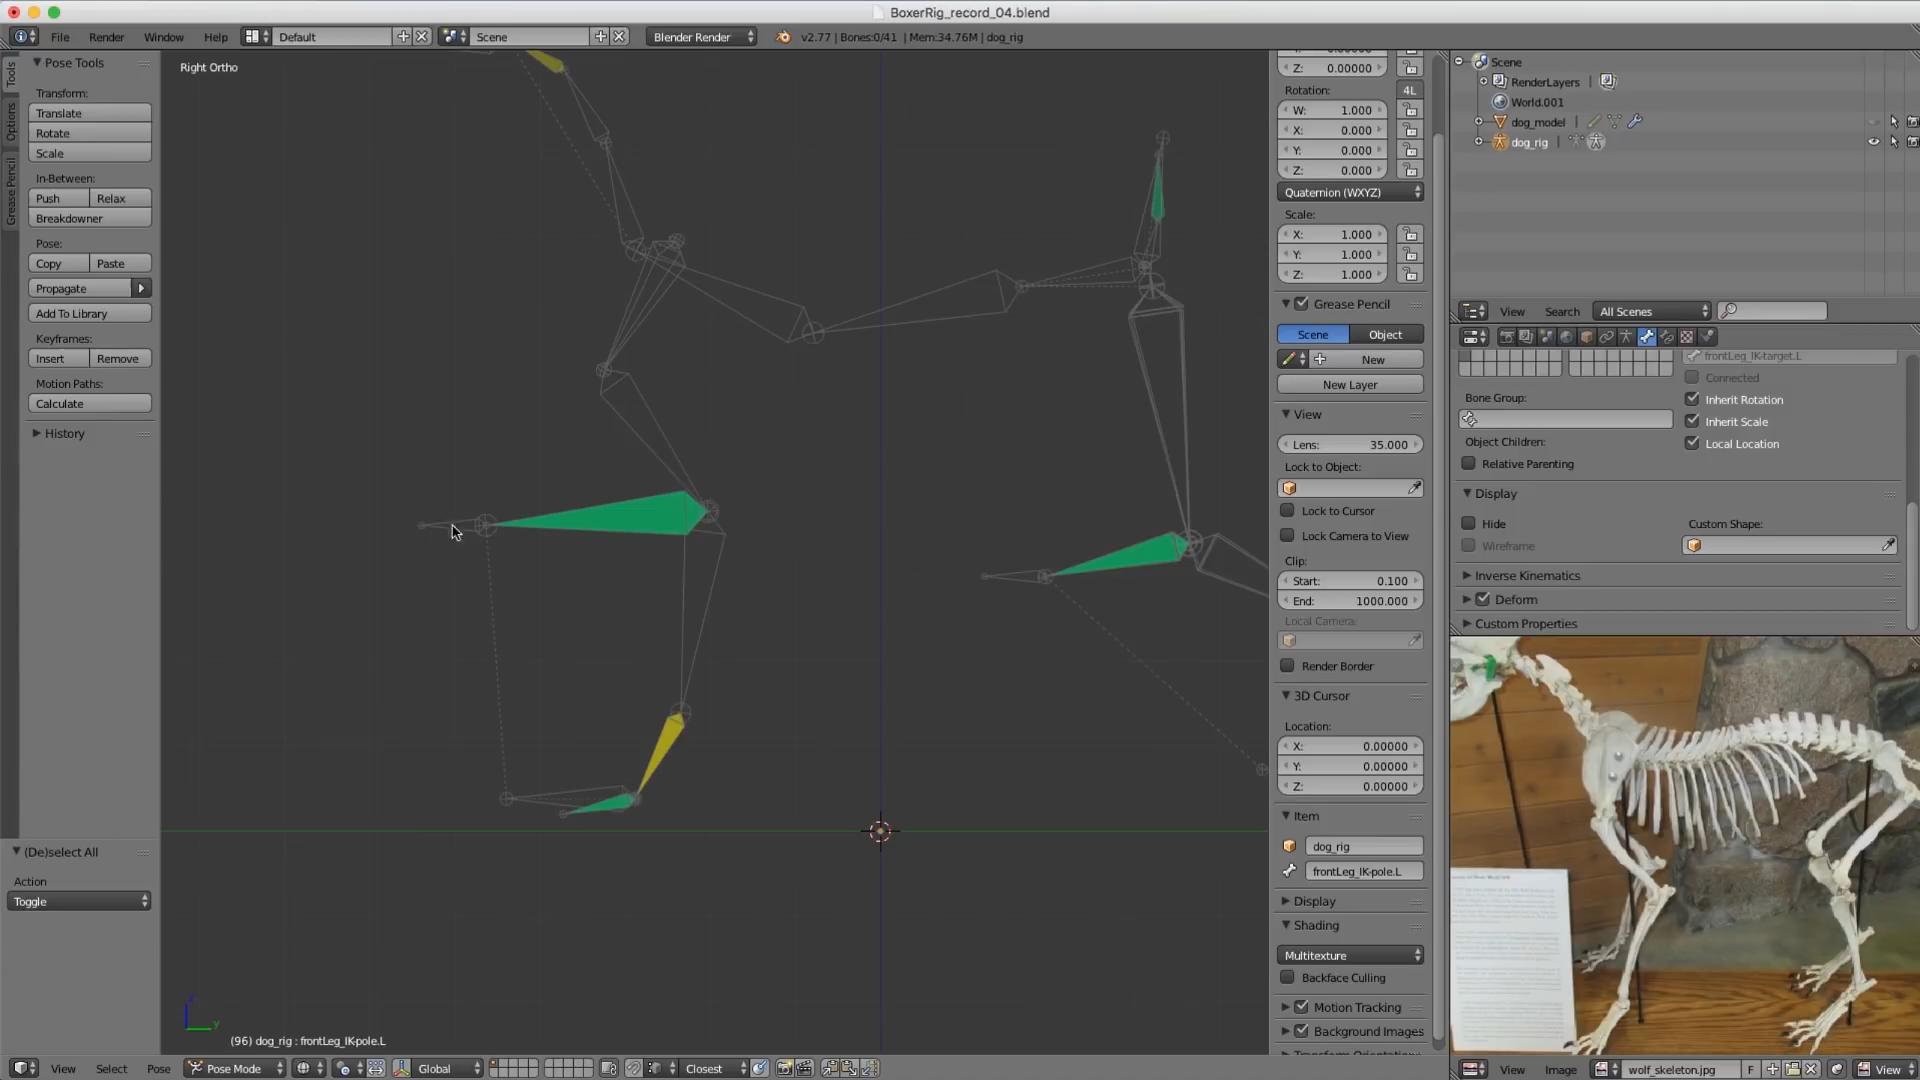 BoxerRig_record_04.blend
File Render Window Help Default Scene Blender Render v2.77 | Bones:0/41 | Mem:34.76M | dog_rig
Tools
Options
Grease Pencil
Pose Tools
Transform:
Translate
Rotate
Scale
In-Between:
Push Relax
Breakdowner
Pose:
Copy Paste
Propagate
Add To Library
Keyframes:
Insert Remove
Motion Paths:
Calculate
History
(De)select All
Action
Toggle
Right Ortho
(96) dog_rig : frontLeg_IK-pole.L
View Select Pose Pose Mode Global Closest
Z: 0.00000
Rotation: 4L
W: 1.000
X: 0.000
Y: 0.000
Z: 0.000
Quaternion (WXYZ)
Scale:
X: 1.000
Y: 1.000
Z: 1.000
Grease Pencil
Scene Object
New
New Layer
View
Lens: 35.000
Lock to Object:
Lock to Cursor
Lock Camera to View
Clip:
Start: 0.100
End: 1000.000
Local Camera:
Render Border
3D Cursor
Location:
X: 0.00000
Y: 0.00000
Z: 0.00000
Item
dog_rig
frontLeg_IK-pole.L
Display
Shading
Multitexture
Backface Culling
Motion Tracking
Background Images
Scene
RenderLayers
World.001
dog_model
dog_rig
View Search All Scenes
frontLeg_IK-target.L
Connected
Bone Group:
Inherit Rotation
Inherit Scale
Object Children:
Local Location
Relative Parenting
Display
Hide Custom Shape:
Wireframe
Inverse Kinematics
Deform
Custom Properties
View Image wolf_skeleton.jpg F View